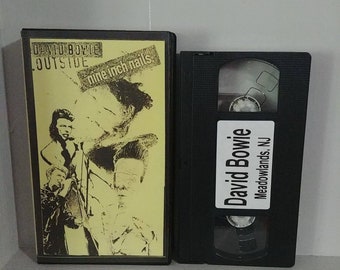 DAVID BOWIE
OUTSIDE
nine inch nails.
David Bowie
Meadowlands, NJ